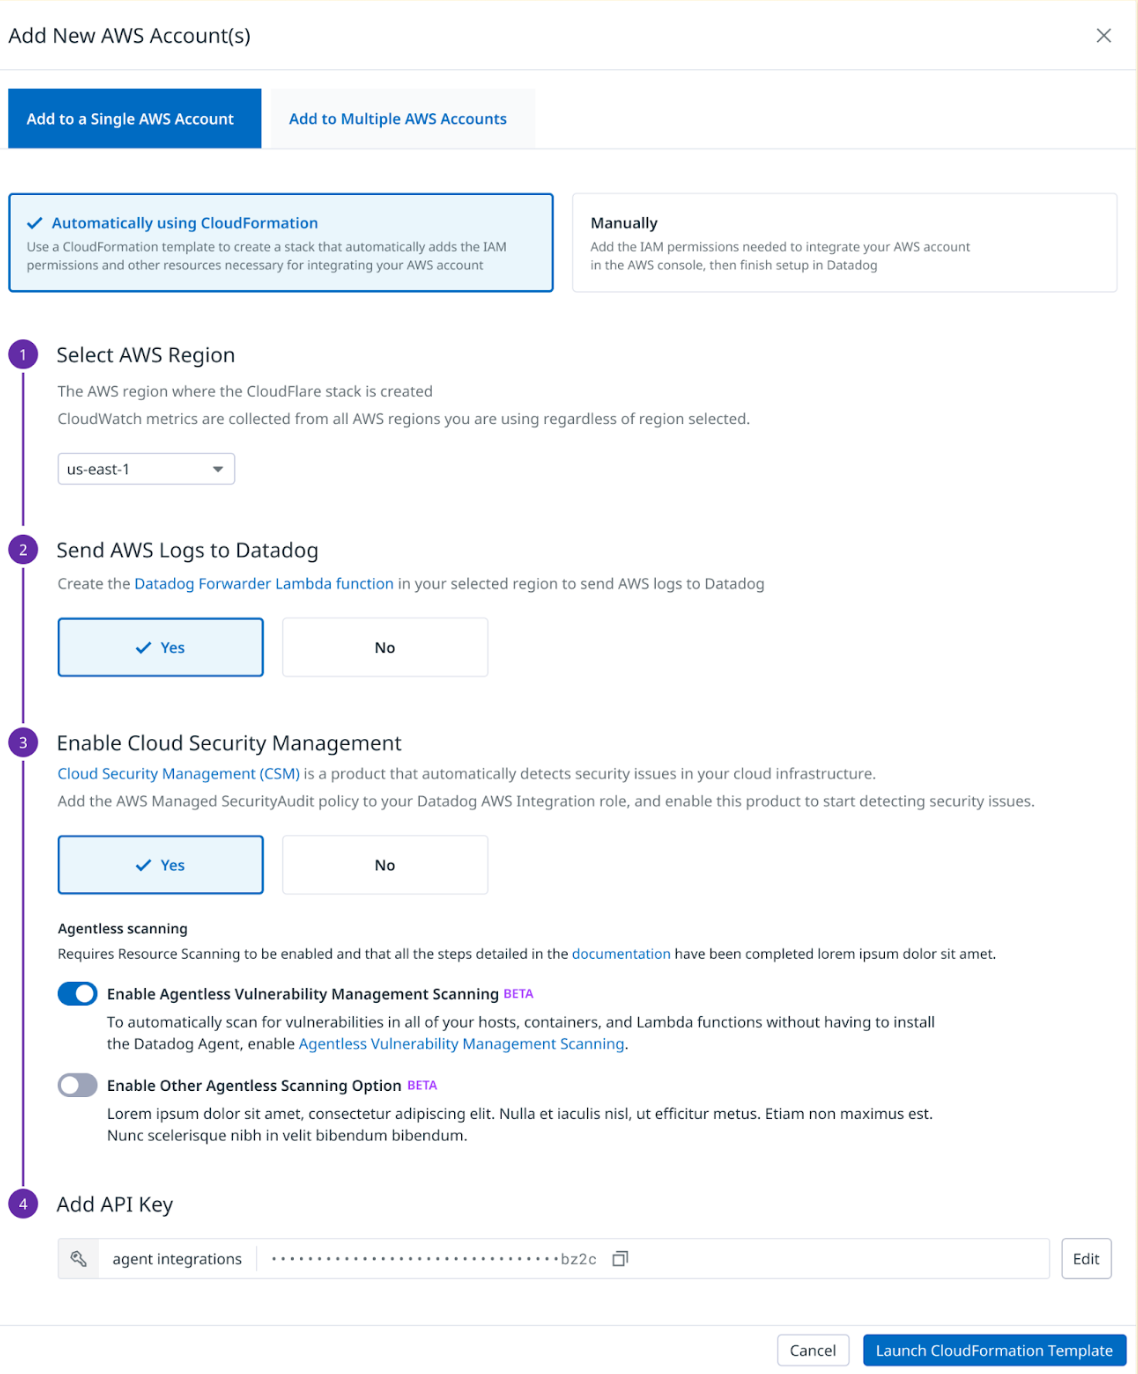 Add New AWS Account(s)
Add to a Single AWS Account
Add to Multiple AWS Accounts
Automatically using CloudFormation
Use a CloudFormation template to create a stack that automatically adds the IAM
permissions and other resources necessary for integrating your AWS account
Manually
Add the IAM permissions needed to integrate your AWS account
in the AWS console, then finish setup in Datadog
1
Select AWS Region
The AWS region where the CloudFlare stack is created
CloudWatch metrics are collected from all AWS regions you are using regardless of region selected.
us-east-1
2
Send AWS Logs to Datadog
Create the Datadog Forwarder Lambda function in your selected region to send AWS logs to Datadog
Yes
No
3
Enable Cloud Security Management
Cloud Security Management (CSM) is a product that automatically detects security issues in your cloud infrastructure.
Add the AWS Managed SecurityAudit policy to your Datadog AWS Integration role, and enable this product to start detecting security issues.
Yes
No
Agentless scanning
Requires Resource Scanning to be enabled and that all the steps detailed in the documentation have been completed lorem ipsum dolor sit amet.
Enable Agentless Vulnerability Management Scanning BETA
To automatically scan for vulnerabilities in all of your hosts, containers, and Lambda functions without having to install
the Datadog Agent, enable Agentless Vulnerability Management Scanning.
Enable Other Agentless Scanning Option BETA
Lorem ipsum dolor sit amet, consectetur adipiscing elit. Nulla et iaculis nisl, ut efficitur metus. Etiam non maximus est.
Nunc scelerisque nibh in velit bibendum bibendum.
4
Add API Key
agent integrations ································bz2c
Edit
Cancel
Launch CloudFormation Template